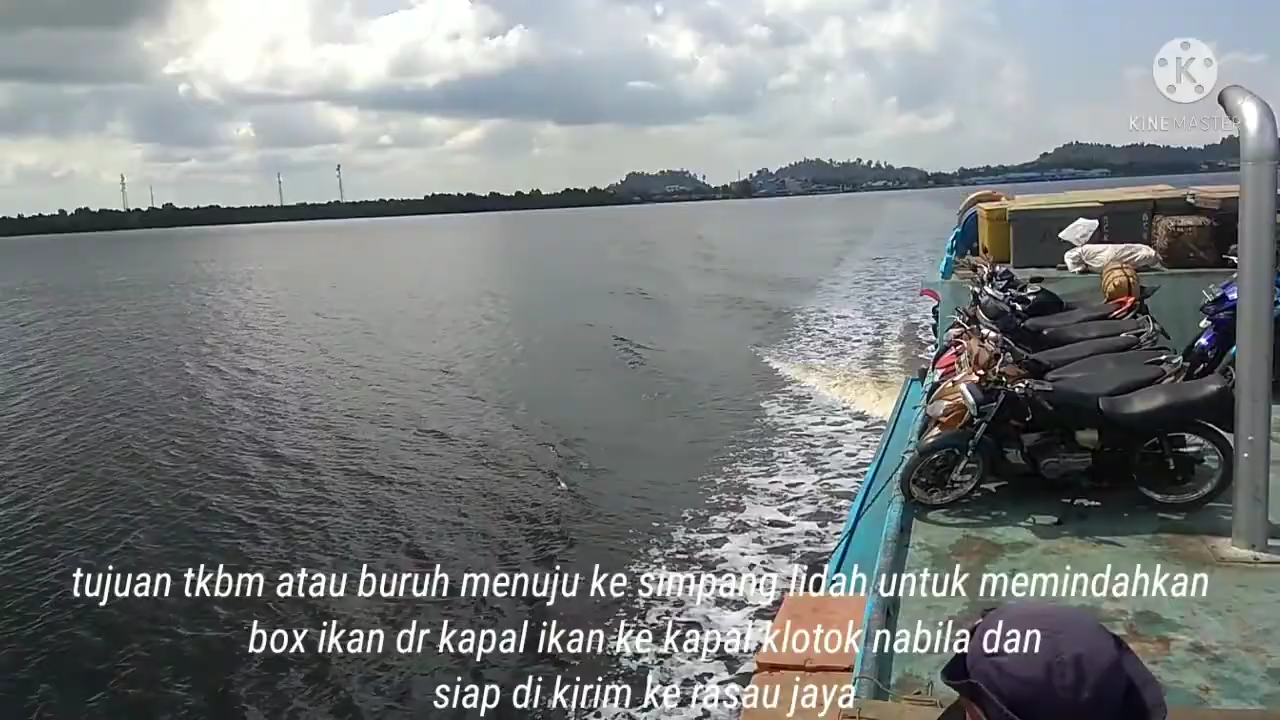 KINEMASTER
tujuan tkbm atau buruh menuju ke simpang lidah untuk memindahkan
box ikan dr kapal ikan ke kapal klotok nabila dan
siap di kirim ke rasau jaya